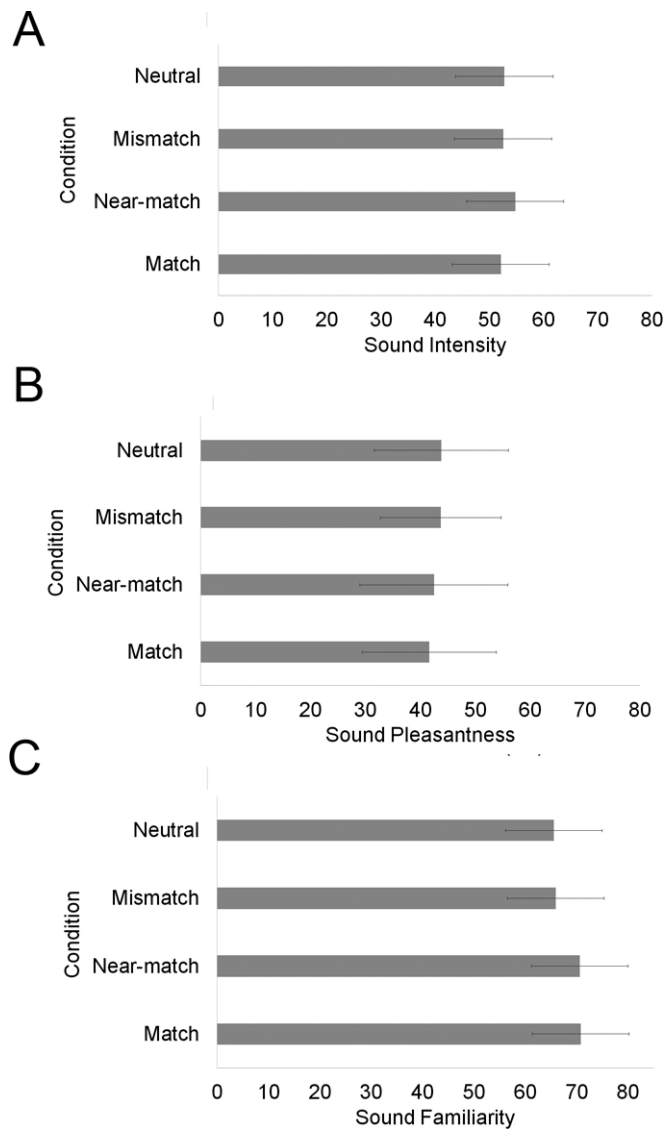 A
Condition
Neutral
Mismatch
Near-match
Match
0 10 20 30 40 50 60 70 80
Sound Intensity
B
Condition
Neutral
Mismatch
Near-match
Match
0 10 20 30 40 50 60 70 80
Sound Pleasantness
C
Condition
Neutral
Mismatch
Near-match
Match
0 10 20 30 40 50 60 70 80
Sound Familiarity